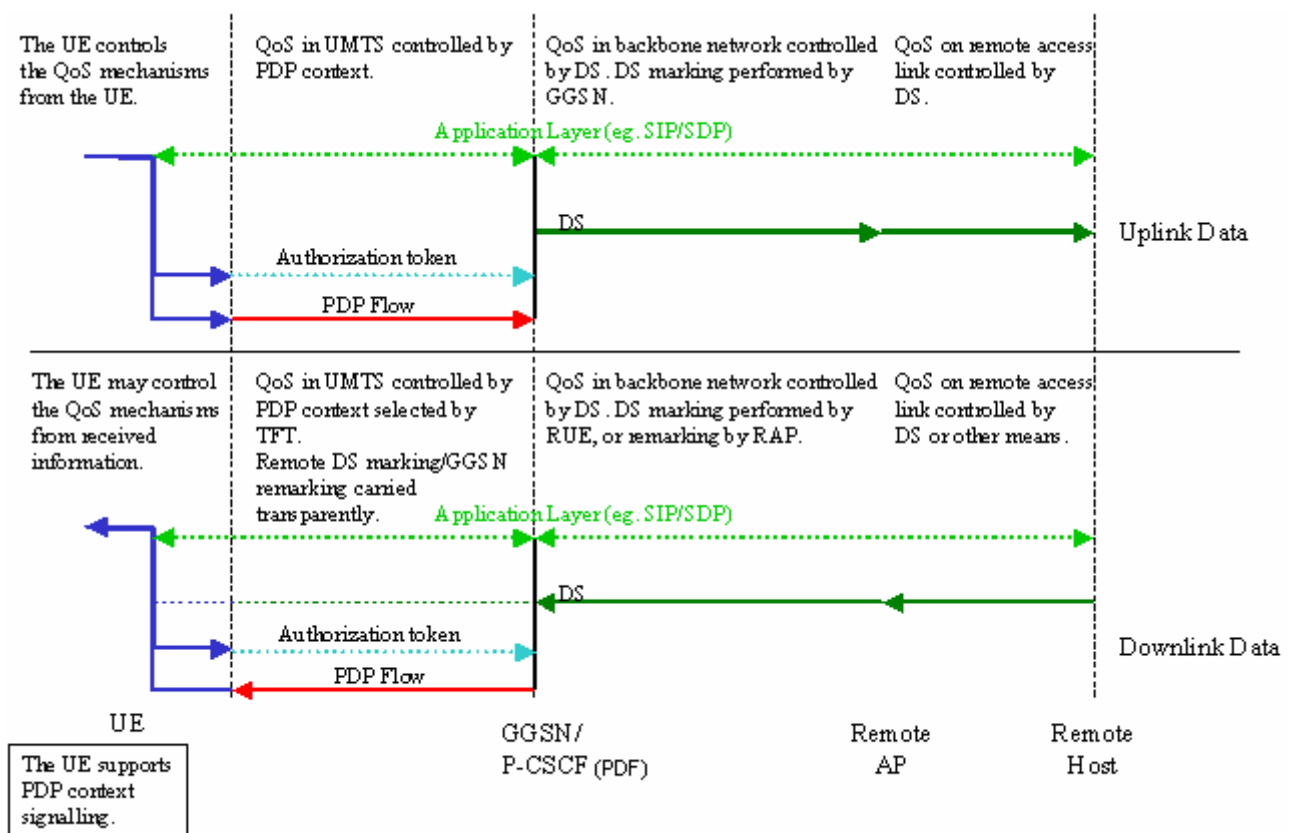 The UE controls
the QoS mechanisms
from the UE.
QoS in UMTS controlled by
PDP context.
QoS in backbone network controlled
by DS. DS marking performed by
GGSN.
QoS on remote access
link controlled by
DS.
Application Layer (eg. SIP/SDP)
DS
Uplink Data
Authorization token
PDP Flow
The UE may control
the QoS mechanisms
from received
information.
QoS in UMTS controlled by
PDP context selected by
TFT.
Remote DS marking/GGSN
remarking carried
transparently.
QoS in backbone network controlled
by DS. DS marking performed by
RUE, or remarking by RAP.
QoS on remote access
link controlled by
DS or other means.
Application Layer (eg. SIP/SDP)
DS
Authorization token
Downlink Data
PDP Flow
UE
GGSN/
P-CSCF (PDF)
Remote
AP
Remote
Host
The UE supports
PDP context
signalling.